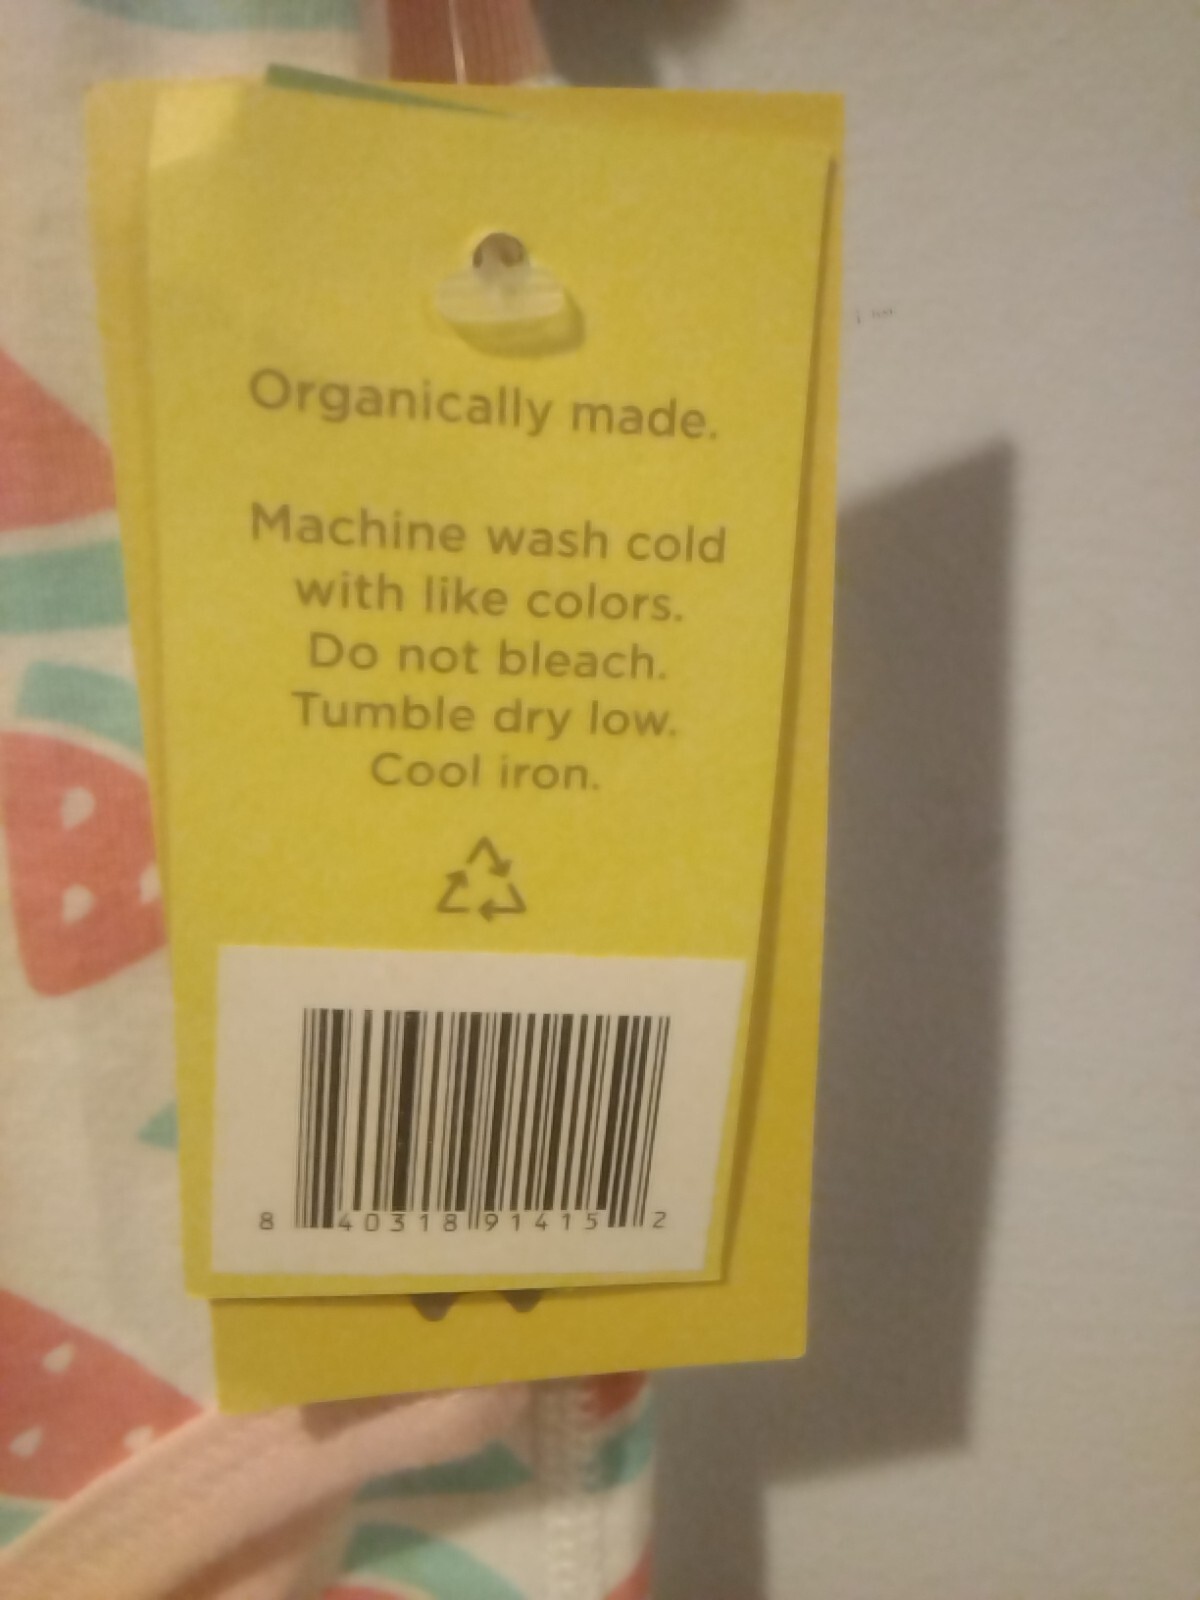 Organically made.
Machine wash cold
with like colors.
Do not bleach.
Tumble dry low.
Cool iron.
8 40318 91415 2